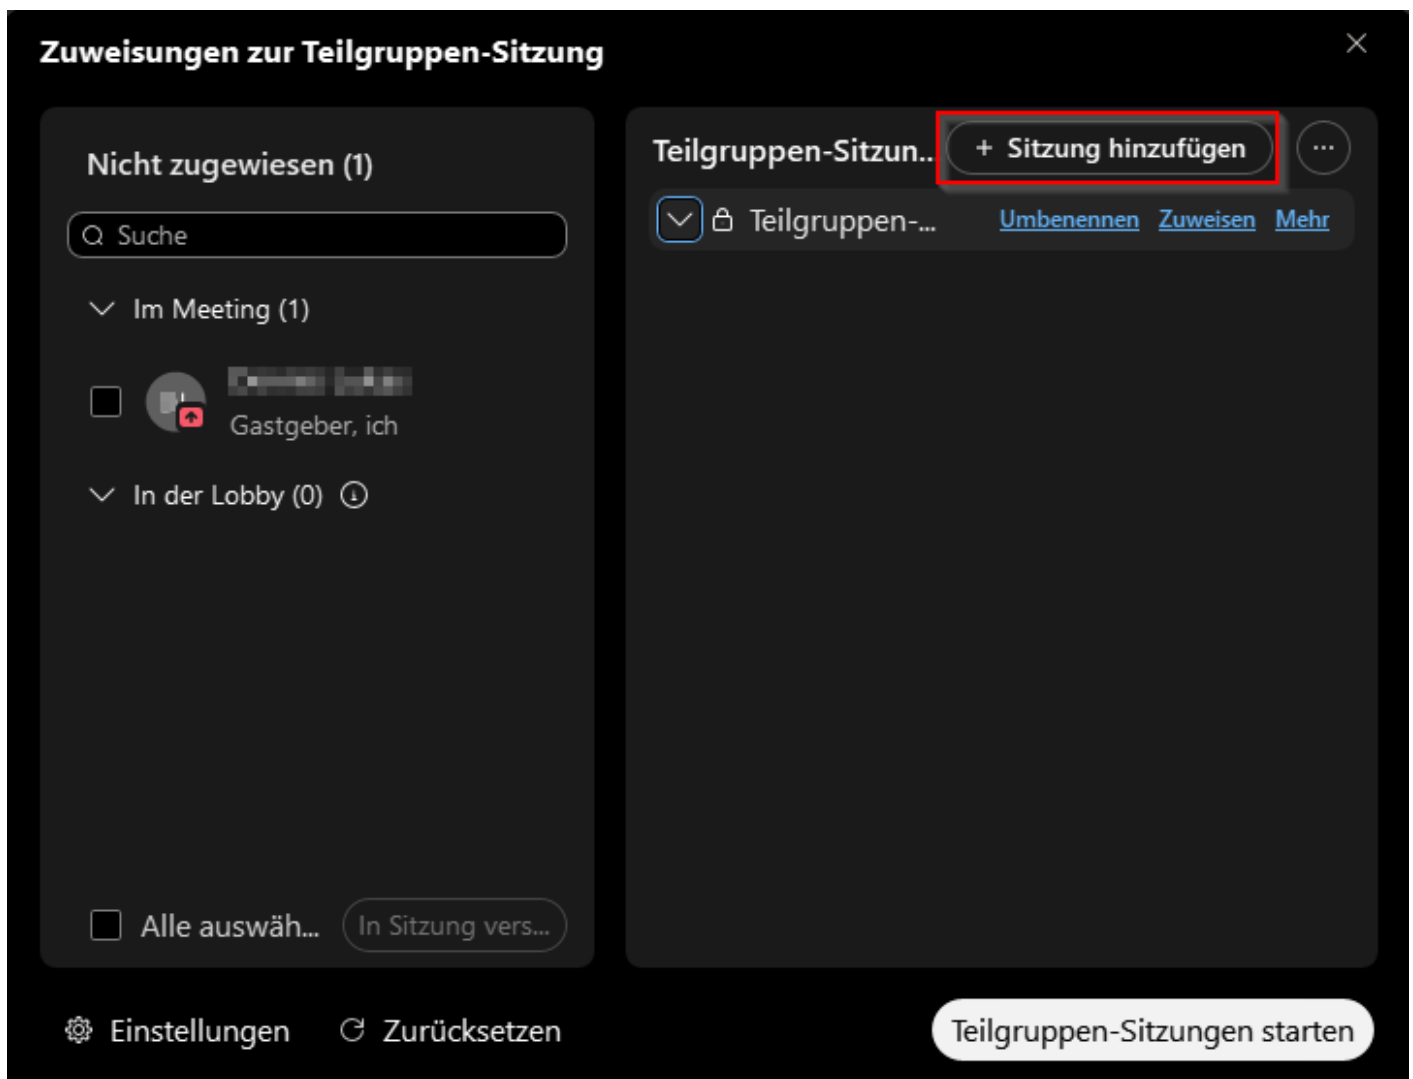 Zuweisungen zur Teilgruppen-Sitzung
Nicht zugewiesen (1)
Suche
Im Meeting (1)
Gastgeber, ich
In der Lobby (0)
Alle auswäh...
In Sitzung vers...
Teilgruppen-Sitzun...
+ Sitzung hinzufügen
Teilgruppen-...
Umbenennen Zuweisen Mehr
Einstellungen
Zurücksetzen
Teilgruppen-Sitzungen starten